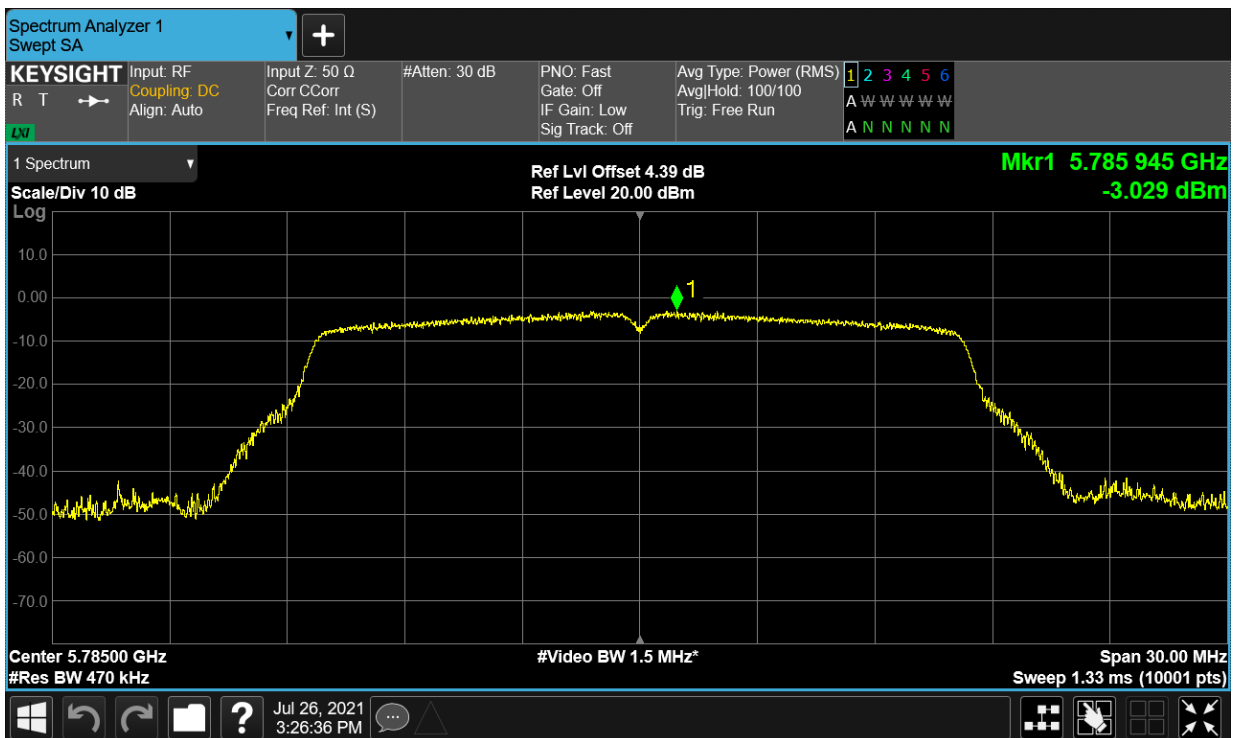 Spectrum Analyzer 1
Swept SA
KEYSIGHT
R T
LXI
Input: RF
Coupling: DC
Align: Auto
Input Z: 50 Ω
Corr CCorr
Freq Ref: Int (S)
#Atten: 30 dB
PNO: Fast
Gate: Off
IF Gain: Low
Sig Track: Off
Avg Type: Power (RMS)
Avg|Hold: 100/100
Trig: Free Run
1 2 3 4 5 6
A W W W W W
A N N N N N
1 Spectrum
Scale/Div 10 dB
Log
Ref Lvl Offset 4.39 dB
Ref Level 20.00 dBm
Mkr1 5.785 945 GHz
-3.029 dBm
10.0
0.00
-10.0
-20.0
-30.0
-40.0
-50.0
-60.0
-70.0
1
Center 5.78500 GHz
#Res BW 470 kHz
#Video BW 1.5 MHz*
Span 30.00 MHz
Sweep 1.33 ms (10001 pts)
?
Jul 26, 2021
3:26:36 PM